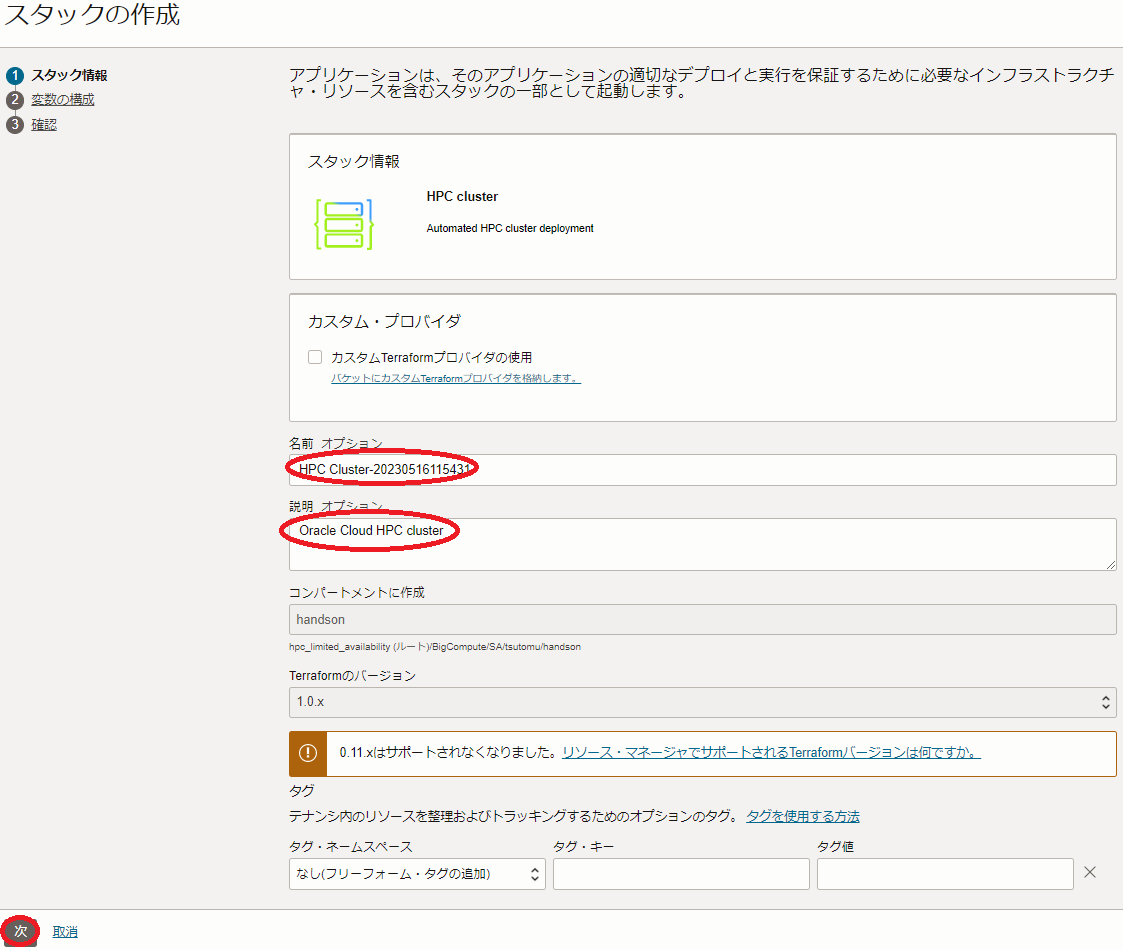 スタックの作成
1 スタック情報
2 変数の構成
3 確認
アプリケーションは、そのアプリケーションの適切なデプロイと実行を保証するために必要なインフラストラクチ
ャ・リソースを含むスタックの一部として起動します。
スタック情報
HPC cluster
Automated HPC cluster deployment
カスタム・プロバイダ
カスタムTerraformプロバイダの使用
バケットにカスタムTerraformプロバイダを格納します。
名前 オプション
HPC Cluster-20230516115431
説明 オプション
Oracle Cloud HPC cluster
コンパートメントに作成
handson
hpc_limited_availability (ルート)/BigCompute/SA/tsutomu/handson
Terraformのバージョン
1.0.x
0.11.xはサポートされなくなりました。リソース・マネージャでサポートされるTerraformバージョンは何ですか。
タグ
テナンシ内のリソースを整理およびトラッキングするためのオプションのタグ。 タグを使用する方法
タグ・ネームスペース タグ・キー タグ値
なし(フリーフォーム・タグの追加)
次 取消